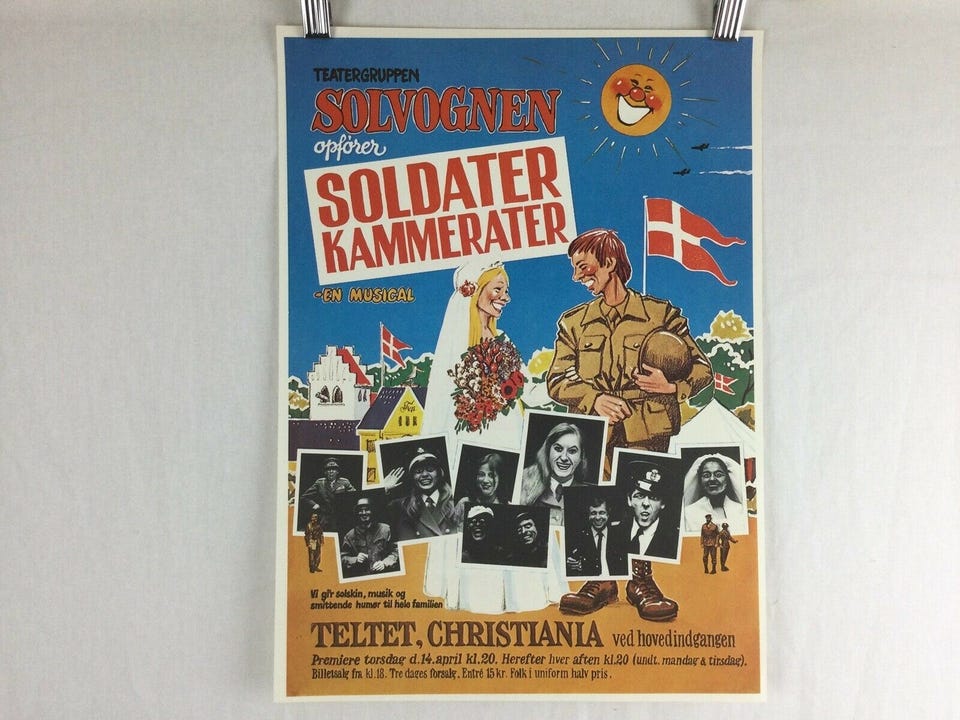 TEATERGRUPPEN
SOLVOGNEN
opfører
SOLDATER
KAMMERATER
-EN MUSICAL
Vi gi'r solskin, musik og
smittende humør til hele familien
TELTET, CHRISTIANIA ved hovedindgangen
Premiere torsdag d.14.april kl.20. Herefter hver aften kl.20 (undt. mandag & tirsdag).
Billetsalg fra kl.18. Tre dages forsalg. Entré 15 kr. Folk i uniform halv pris.